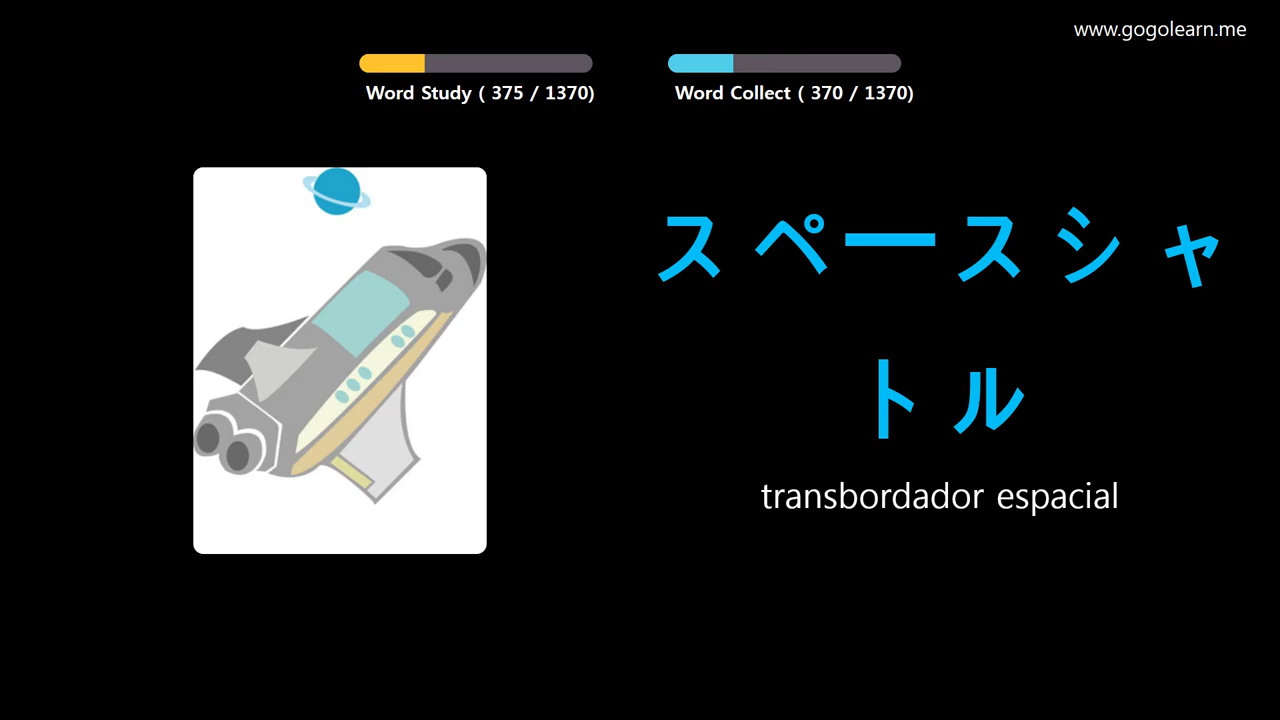 www.gogolearn.me
Word Study ( 375 / 1370)
Word Collect ( 370 / 1370)
スペースシャ
トル
transbordador espacial